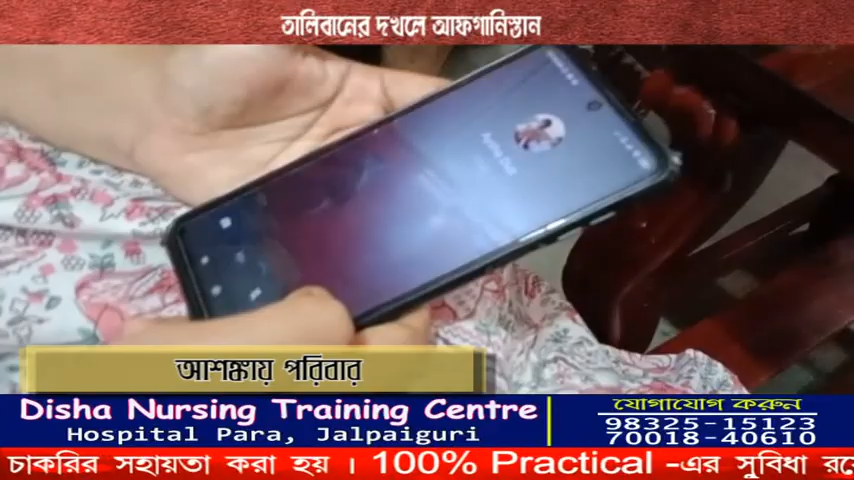 তালিবানের দখলে আফগানিস্তান
আশঙ্কায় পরিবার
Disha Nursing Training Centre
Hospital Para, Jalpaiguri
যোগাযোগ করুন
98325-15123
70018-40610
চাকরির সহায়তা করা হয় । 100% Practical -এর সুবিধা